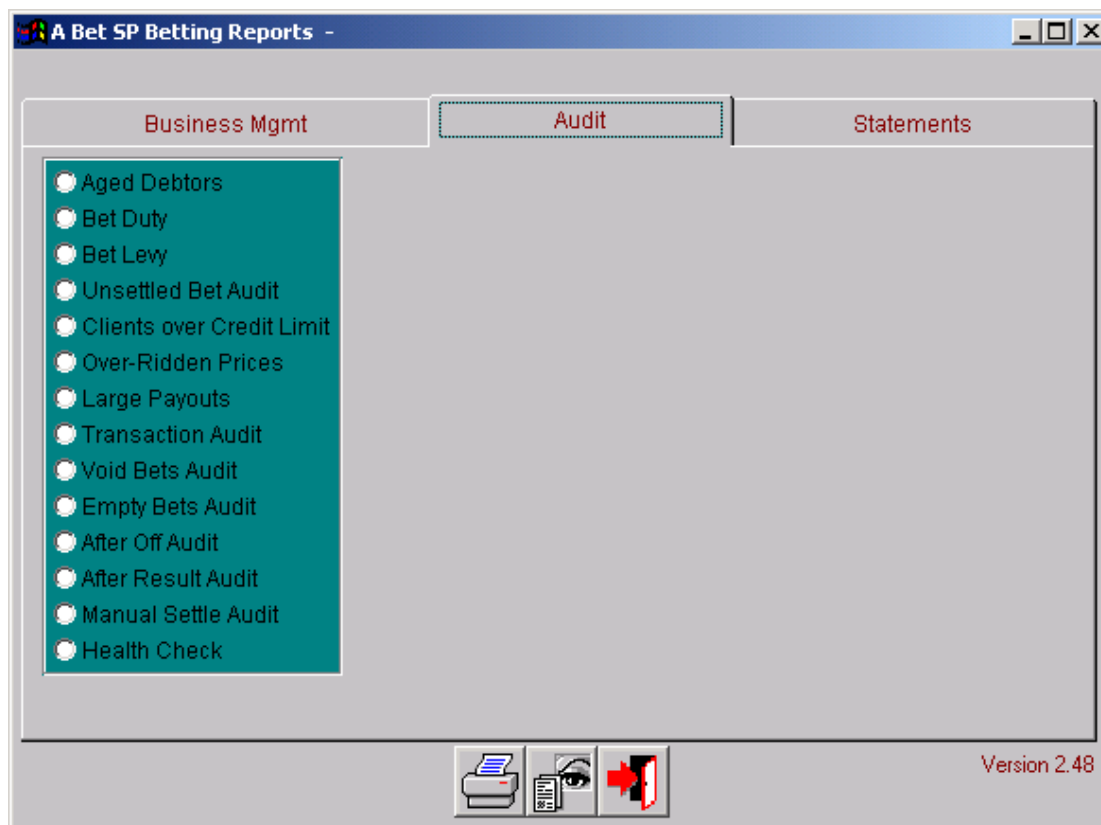 A Bet SP Betting Reports -
Business Mgmt
Audit
Statements
Aged Debtors
Bet Duty
Bet Levy
Unsettled Bet Audit
Clients over Credit Limit
Over-Ridden Prices
Large Payouts
Transaction Audit
Void Bets Audit
Empty Bets Audit
After Off Audit
After Result Audit
Manual Settle Audit
Health Check
Version 2.48